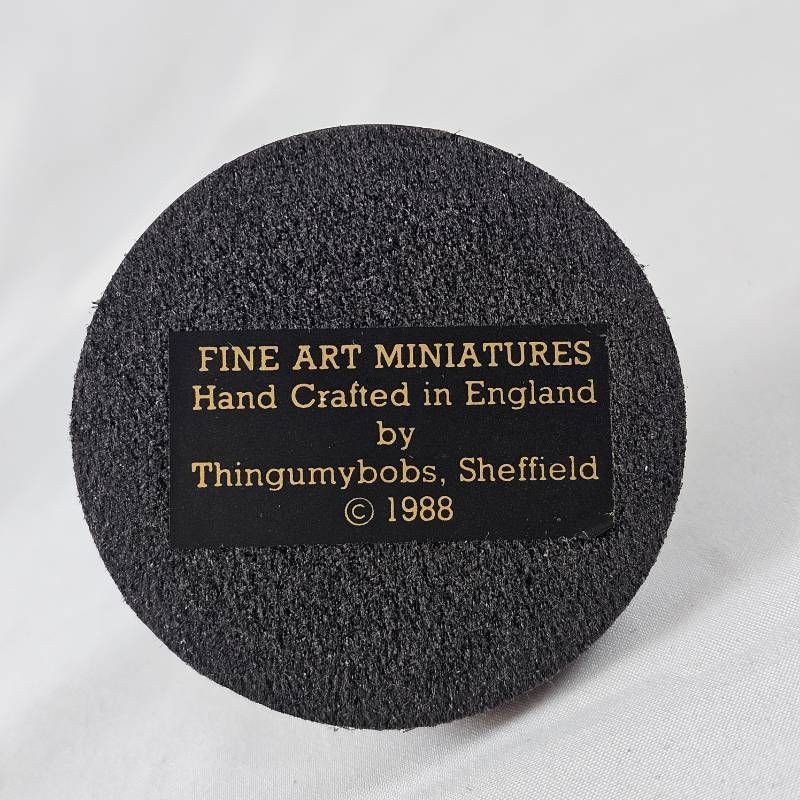 FINE ART MINIATURES
Hand Crafted in England
by
Thingumybobs, Sheffield
© 1988